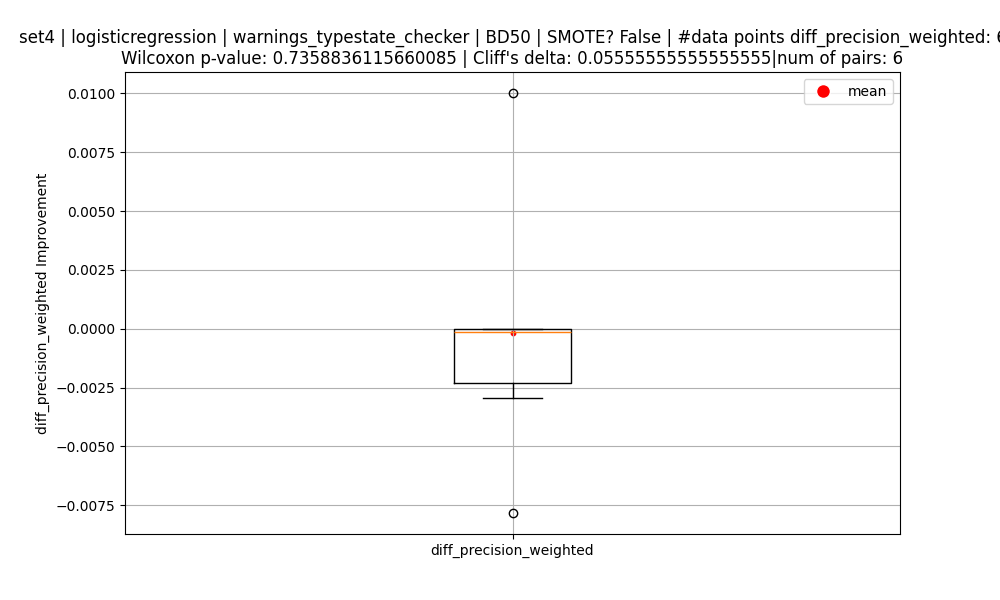 set4 | logisticregression | warnings_typestate_checker | BD50 | SMOTE? False | #data points diff_precision_weighted: 6
Wilcoxon p-value: 0.7358836115660085 | Cliff's delta: 0.05555555555555555|num of pairs: 6
mean
0.0100
0.0075
0.0050
0.0025
0.0000
−0.0025
−0.0050
−0.0075
diff_precision_weighted Improvement
diff_precision_weighted